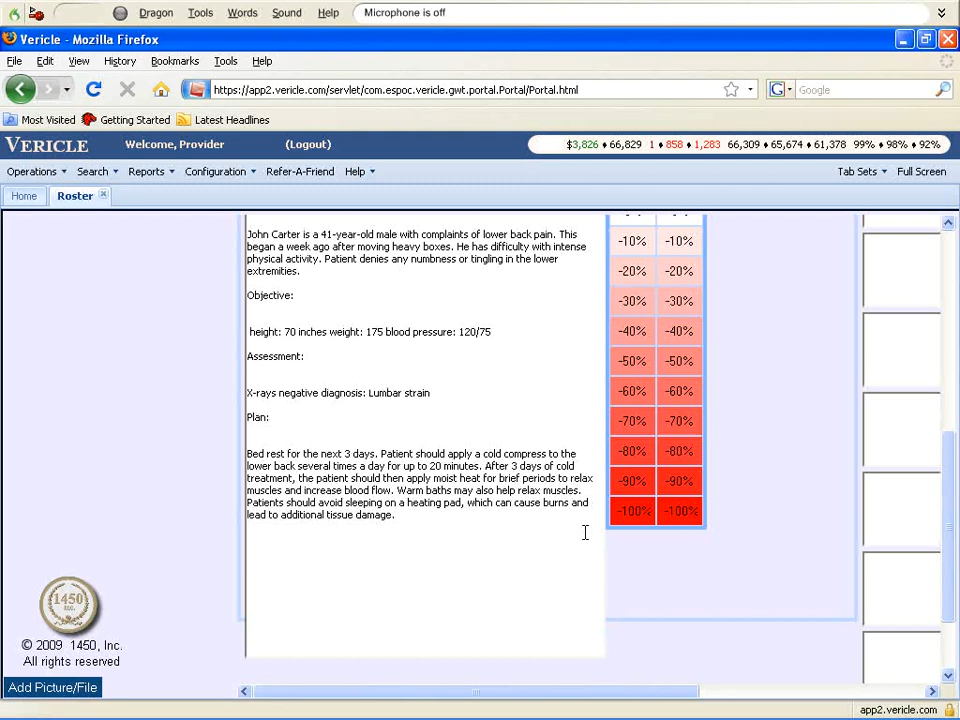 Dragon Tools Words Sound Help Microphone is off
Vericle - Mozilla Firefox
File Edit View History Bookmarks Tools Help
https://app2.vericle.com/servlet/com.espoc.vericle.gwt.portal.Portal/Portal.html
Google
Most Visited Getting Started Latest Headlines
VERICLE Welcome, Provider (Logout) $3,826 ♦ 66,829 1 ♦ 858 ♦ 1,283 66,309 ♦ 65,674 ♦ 61,378 99% ♦ 98% ♦ 92%
Operations Search Reports Configuration Refer-A-Friend Help Tab Sets Full Screen
Home Roster
John Carter is a 41-year-old male with complaints of lower back pain. This
began a week ago after moving heavy boxes. He has difficulty with intense
physical activity. Patient denies any numbness or tingling in the lower
extremities.
Objective:
height: 70 inches weight: 175 blood pressure: 120/75
Assessment:
X-rays negative diagnosis: Lumbar strain
Plan:
Bed rest for the next 3 days. Patient should apply a cold compress to the
lower back several times a day for up to 20 minutes. After 3 days of cold
treatment, the patient should then apply moist heat for brief periods to relax
muscles and increase blood flow. Warm baths may also help relax muscles.
Patients should avoid sleeping on a heating pad, which can cause burns and
lead to additional tissue damage.
-10% -10%
-20% -20%
-30% -30%
-40% -40%
-50% -50%
-60% -60%
-70% -70%
-80% -80%
-90% -90%
-100% -100%
1450
Inc.
© 2009 1450, Inc.
All rights reserved
Add Picture/File
app2.vericle.com